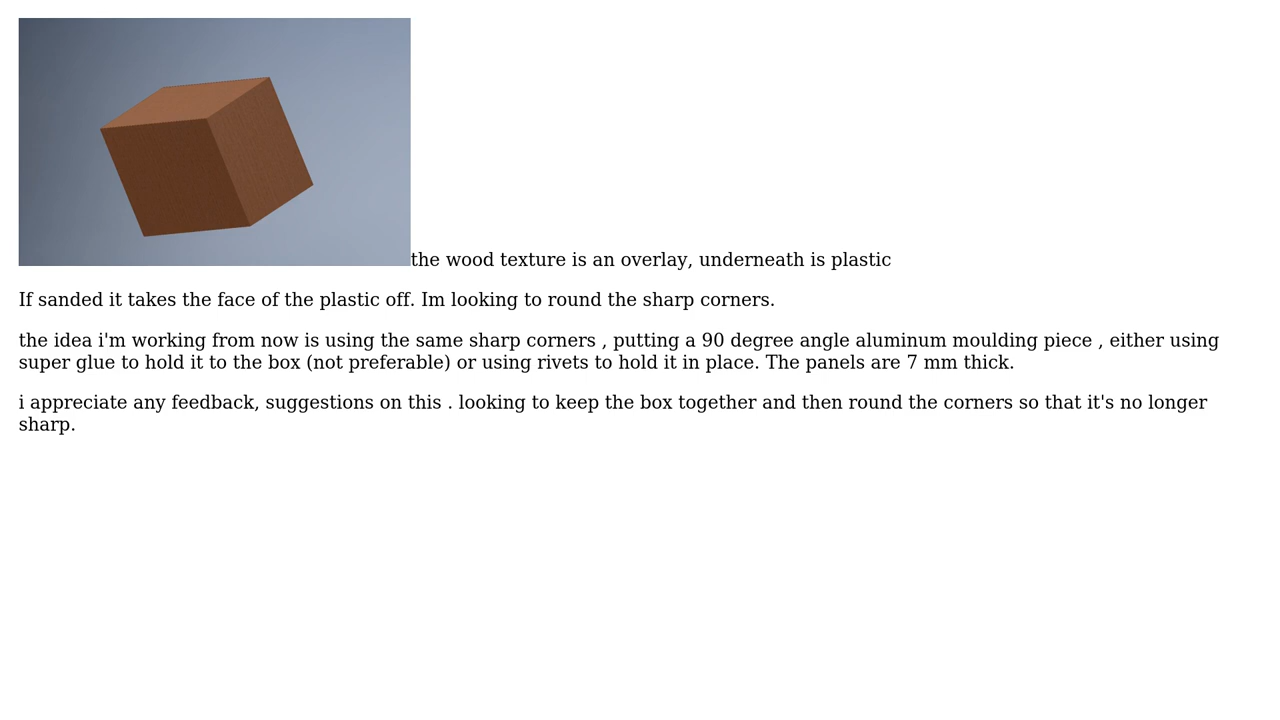 the wood texture is an overlay, underneath is plastic
If sanded it takes the face of the plastic off. Im looking to round the sharp corners.
the idea i'm working from now is using the same sharp corners , putting a 90 degree angle aluminum moulding piece , either using
super glue to hold it to the box (not preferable) or using rivets to hold it in place. The panels are 7 mm thick.
i appreciate any feedback, suggestions on this . looking to keep the box together and then round the corners so that it's no longer
sharp.